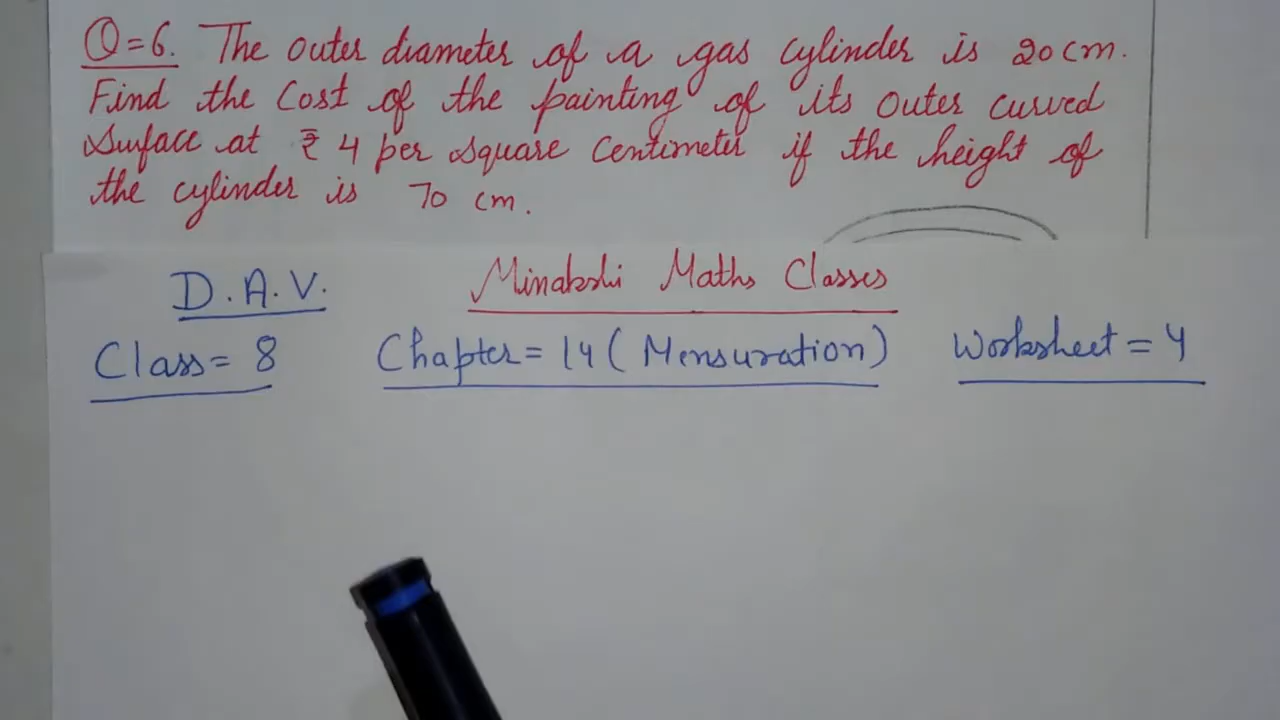 Q=6. The outer diameter of a gas cylinder is 20 cm.
Find the Cost of the painting of its outer curved
Surface at ₹ 4 per square Centimeter if the height of
the cylinder is 70 cm.
D.A.V. Minakshi Maths Classes
Class= 8 Chapter= 14 ( Mensuration) Worksheet = 4